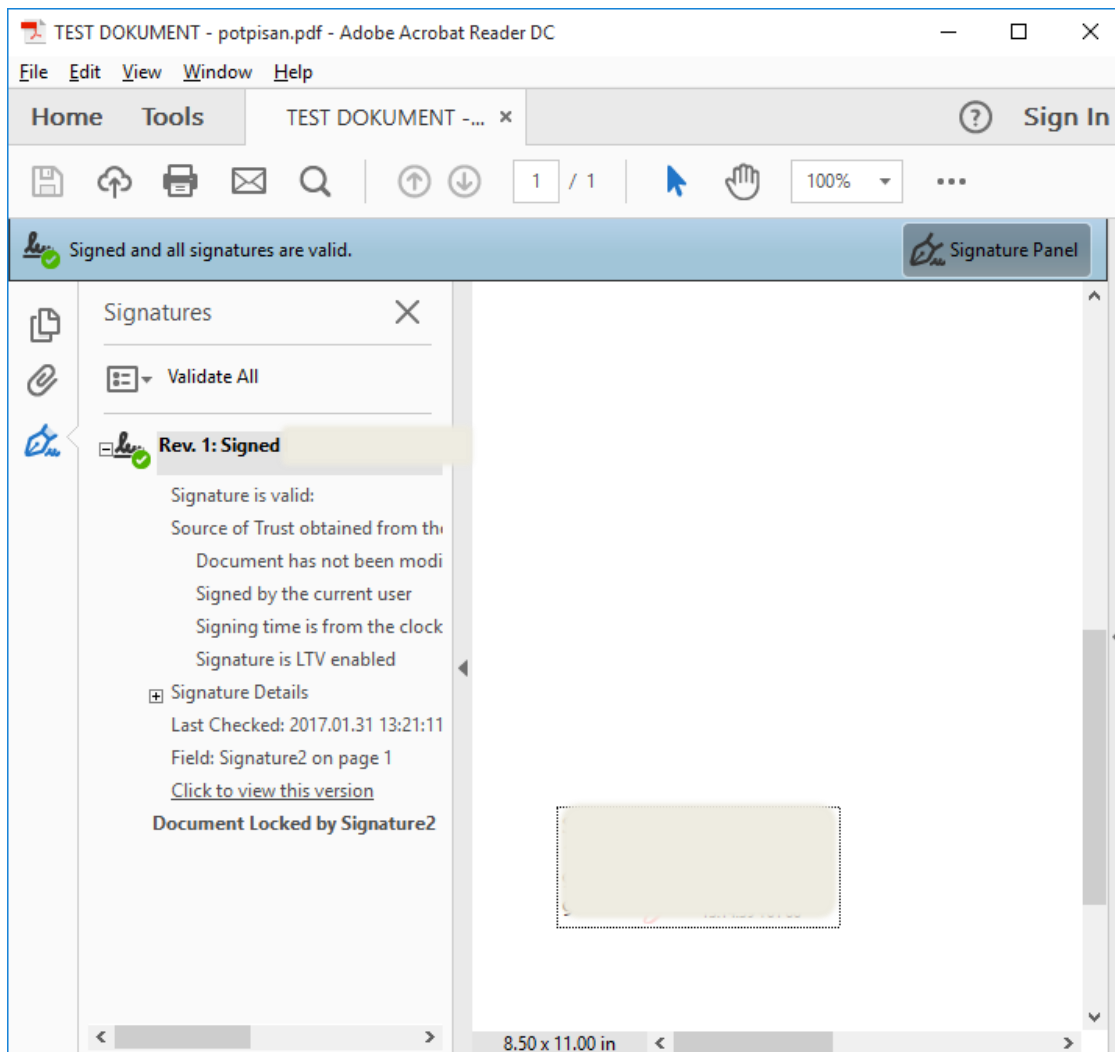 TEST DOKUMENT - potpisan.pdf - Adobe Acrobat Reader DC
File Edit View Window Help
Home Tools TEST DOKUMENT -... × ? Sign In
1 / 1 100%
Signed and all signatures are valid. Signature Panel
Signatures
Validate All
Rev. 1: Signed
Signature is valid:
Source of Trust obtained from the
Document has not been modi
Signed by the current user
Signing time is from the clock
Signature is LTV enabled
Signature Details
Last Checked: 2017.01.31 13:21:11
Field: Signature2 on page 1
Click to view this version
Document Locked by Signature2
8.50 x 11.00 in